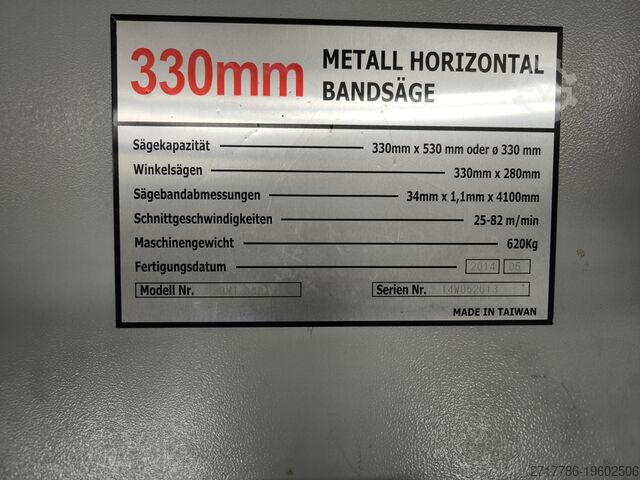 330mm METALL HORIZONTAL
BANDSÄGE
Sägekapazität 330mm x 530 mm oder ø 330 mm
Winkelsägen 330mm x 280mm
Sägebandabmessungen 34mm x 1,1mm x 4100mm
Schnittgeschwindigkeiten 25-82 m/min
Maschinengewicht 620Kg
Fertigungsdatum 2014 05
Modell Nr. Serien Nr. 14W052013
MADE IN TAIWAN
2717786-19602506